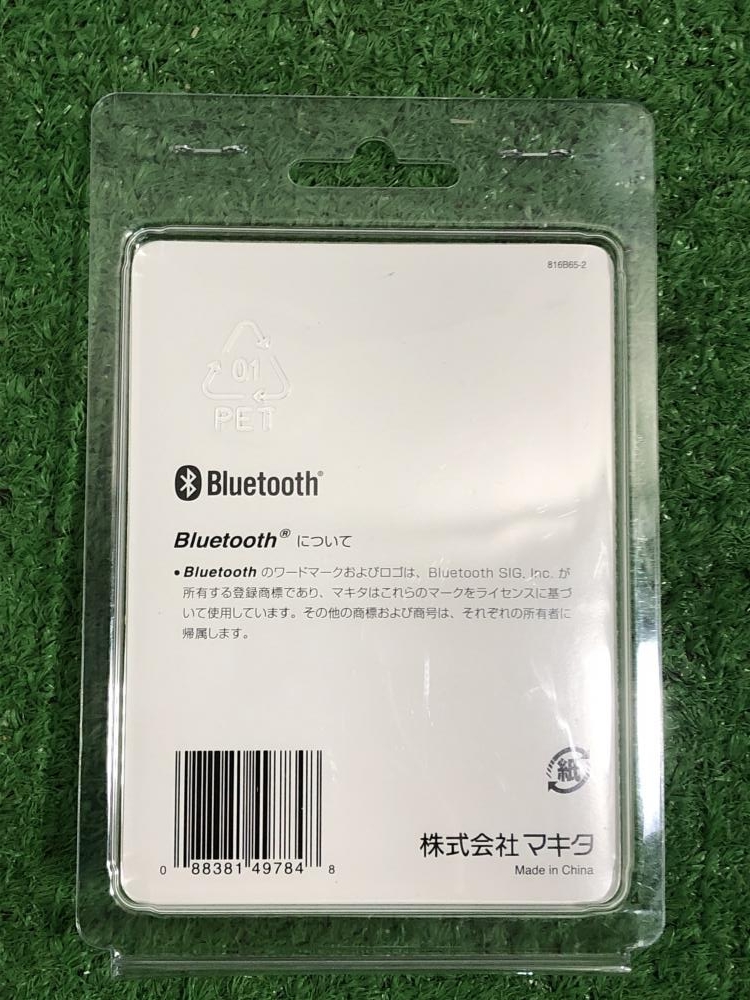 816B65-2
01
PET
Bluetooth®
Bluetooth® について
• Bluetooth のワードマークおよびロゴは、Bluetooth SIG, Inc. が
所有する登録商標であり、マキタはこれらのマークをライセンスに基づ
いて使用しています。その他の商標および商号は、それぞれの所有者に
帰属します。
紙
株式会社マキタ
Made in China
0 88381 49784 8